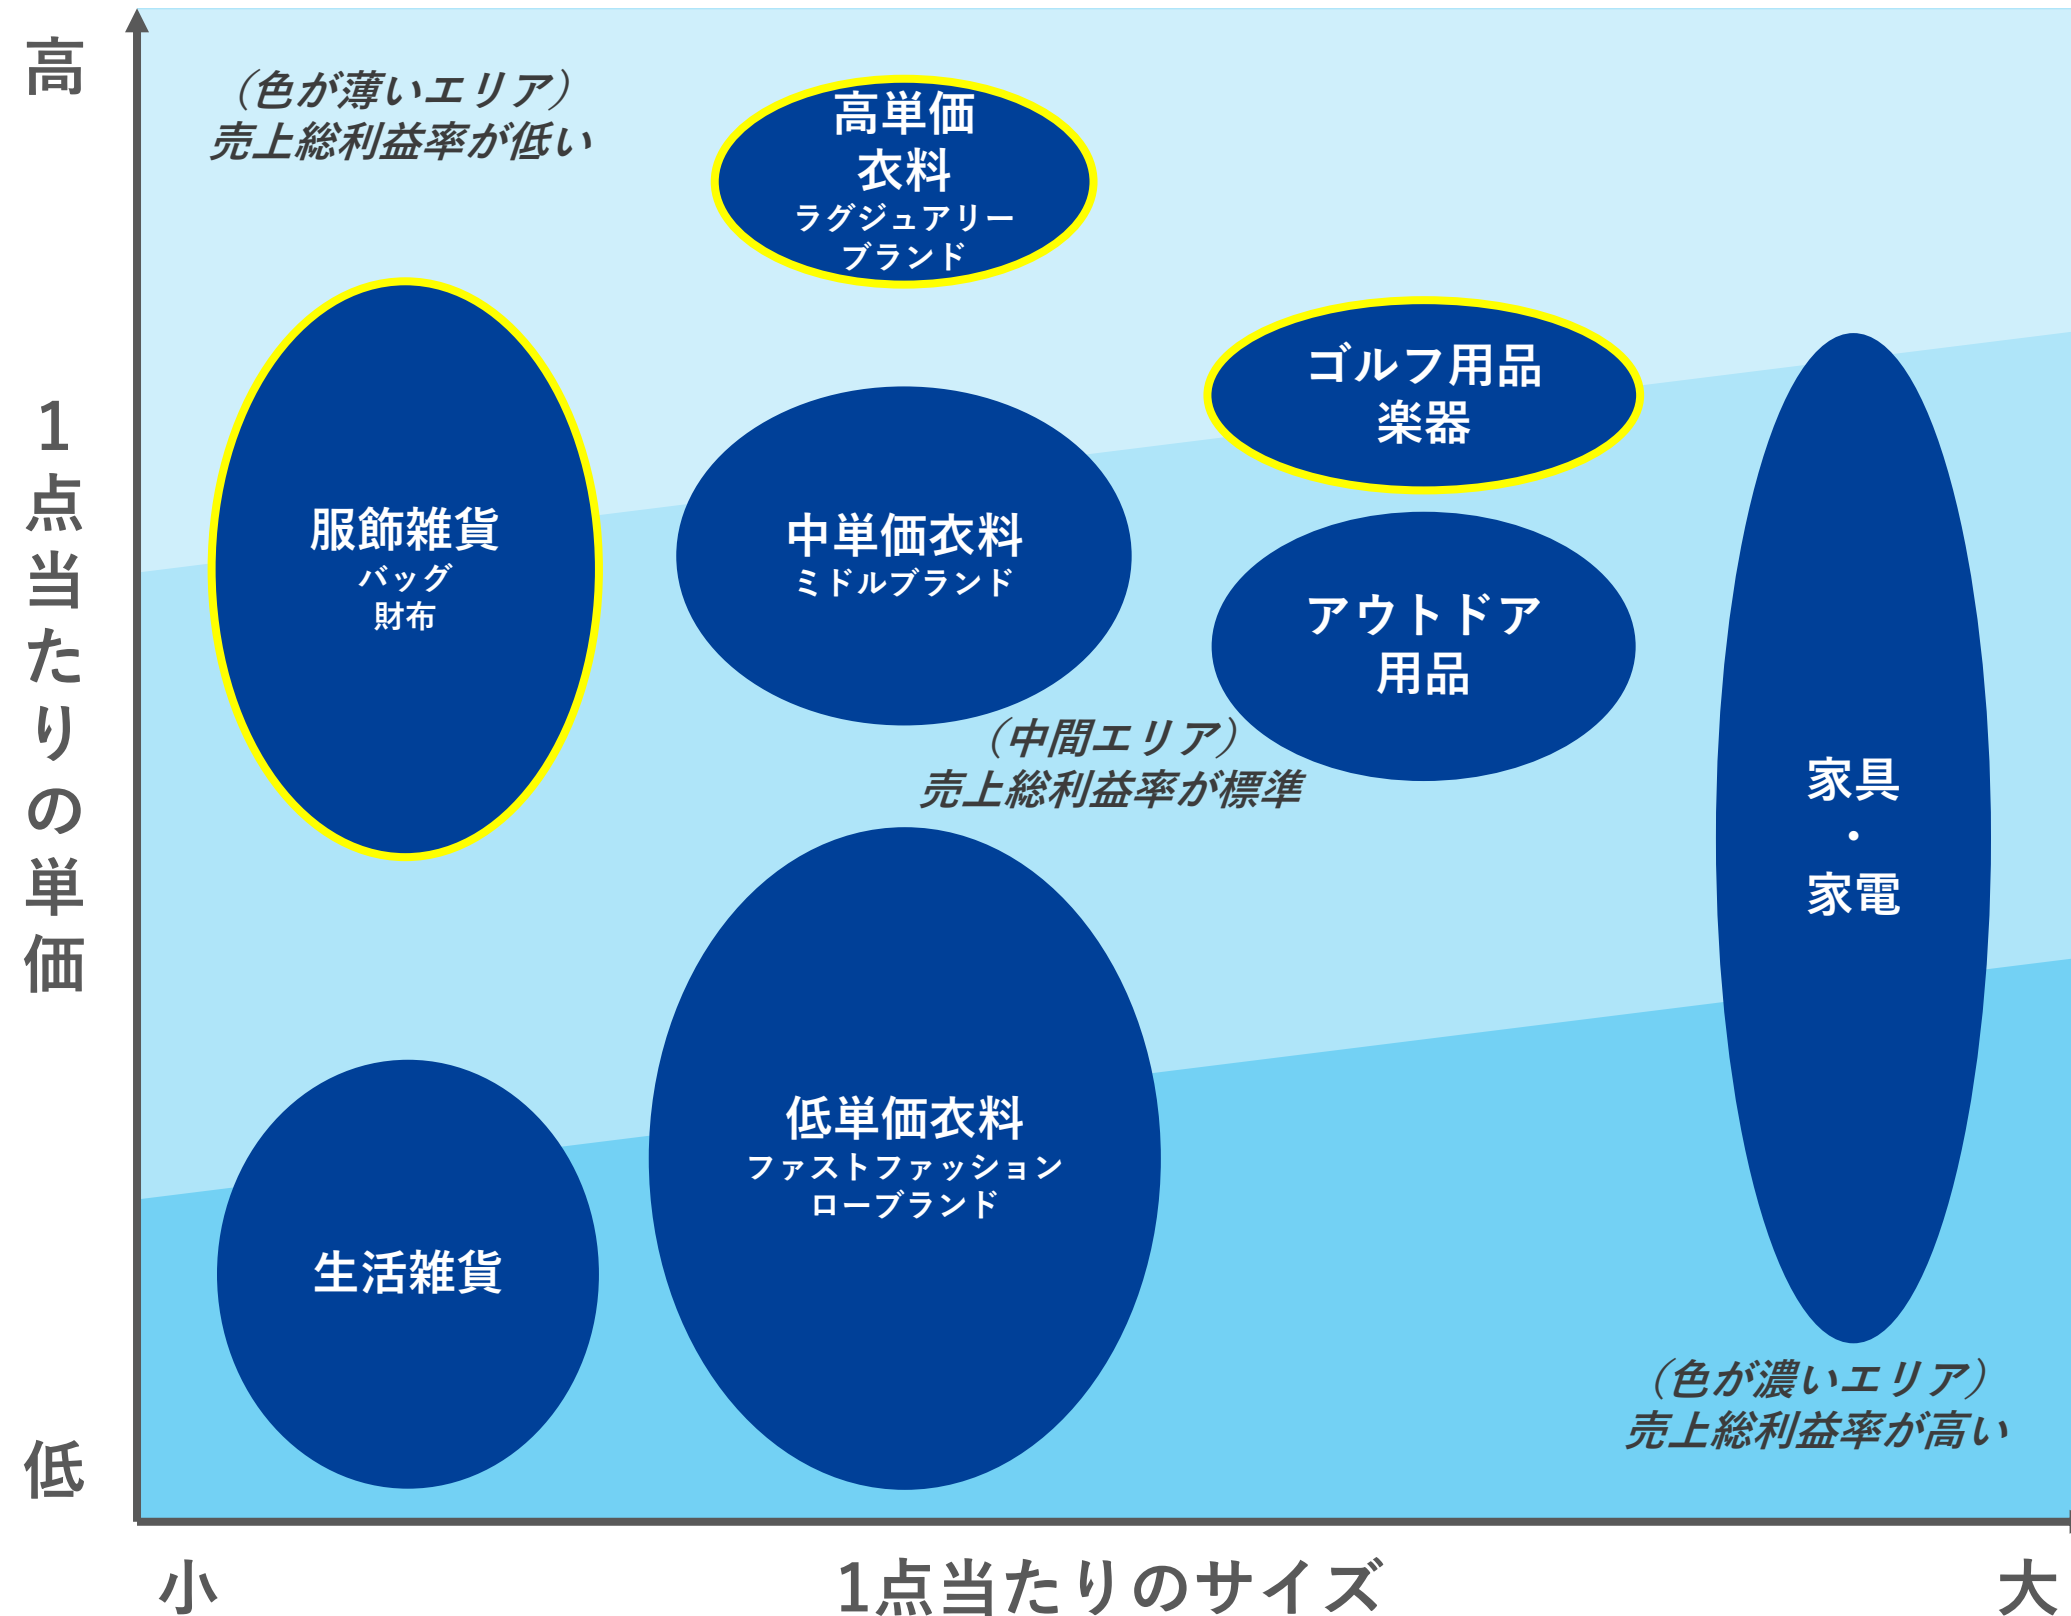 高
1点当たりの単価
低
（色が薄いエリア）
売上総利益率が低い
高単価
衣料
ラグジュアリー
ブランド
服飾雑貨
バッグ
財布
中単価衣料
ミドルブランド
ゴルフ用品
楽器
アウトドア
用品
（中間エリア）
売上総利益率が標準
家具
・
家電
低単価衣料
ファストファッション
ローブランド
生活雑貨
（色が濃いエリア）
売上総利益率が高い
小
1点当たりのサイズ
大